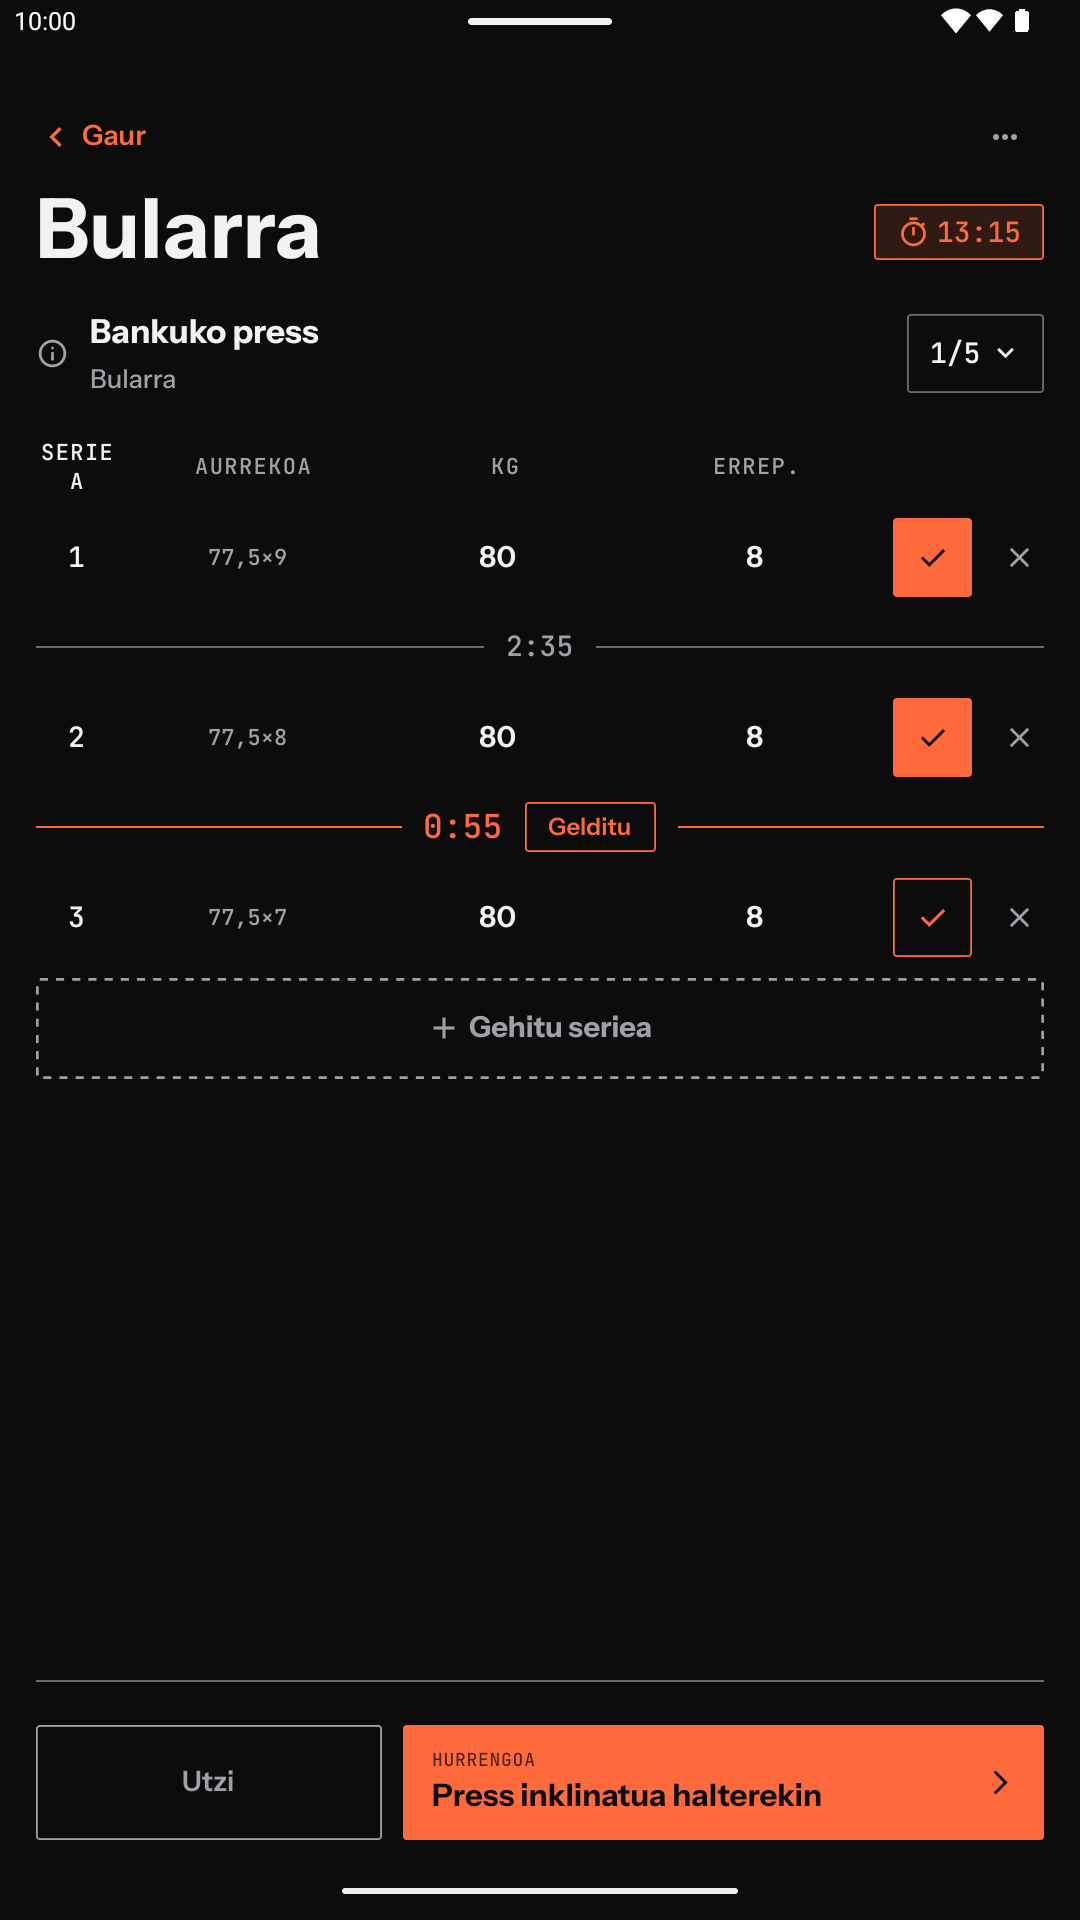 10:00
Gaur
Bularra
13:15
Bankuko press
Bularra
1/5
SERIE
A
AURREKOA
KG
ERREP.
1
77,5×9
80
8
2:35
2
77,5×8
80
8
0:55
Gelditu
3
77,5×7
80
8
Gehitu seriea
Utzi
HURRENGOA
Press inklinatua halterekin